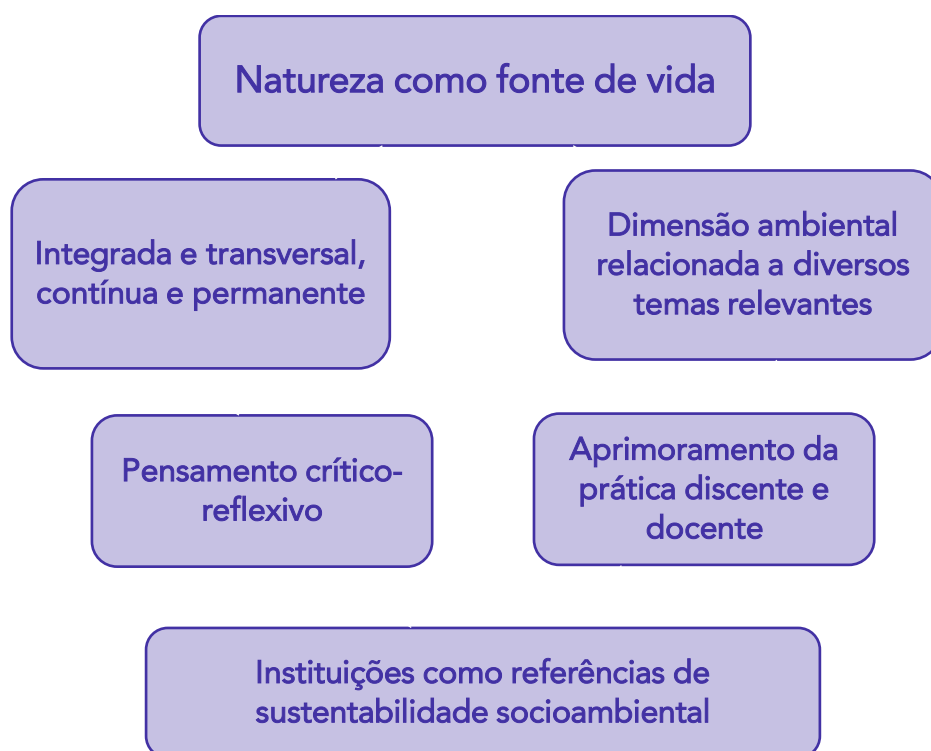 Natureza como fonte de vida
Integrada e transversal,
contínua e permanente
Dimensão ambiental
relacionada a diversos
temas relevantes
Pensamento crítico-
reflexivo
Aprimoramento da
prática discente e
docente
Instituições como referências de
sustentabilidade socioambiental